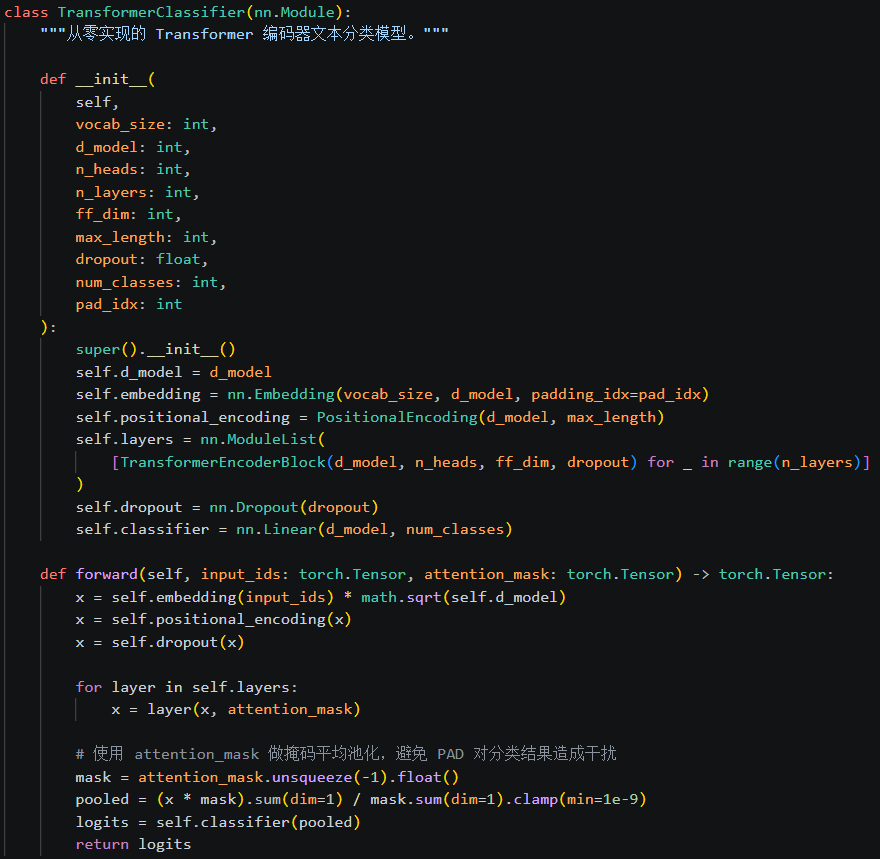 class TransformerClassifier(nn.Module):
    """从零实现的 Transformer 编码器文本分类模型。"""

    def __init__(
        self,
        vocab_size: int,
        d_model: int,
        n_heads: int,
        n_layers: int,
        ff_dim: int,
        max_length: int,
        dropout: float,
        num_classes: int,
        pad_idx: int
    ):
        super().__init__()
        self.d_model = d_model
        self.embedding = nn.Embedding(vocab_size, d_model, padding_idx=pad_idx)
        self.positional_encoding = PositionalEncoding(d_model, max_length)
        self.layers = nn.ModuleList(
            [TransformerEncoderBlock(d_model, n_heads, ff_dim, dropout) for _ in range(n_layers)]
        )
        self.dropout = nn.Dropout(dropout)
        self.classifier = nn.Linear(d_model, num_classes)

    def forward(self, input_ids: torch.Tensor, attention_mask: torch.Tensor) -> torch.Tensor:
        x = self.embedding(input_ids) * math.sqrt(self.d_model)
        x = self.positional_encoding(x)
        x = self.dropout(x)

        for layer in self.layers:
            x = layer(x, attention_mask)

        # 使用 attention_mask 做掩码平均池化，避免 PAD 对分类结果造成干扰
        mask = attention_mask.unsqueeze(-1).float()
        pooled = (x * mask).sum(dim=1) / mask.sum(dim=1).clamp(min=1e-9)
        logits = self.classifier(pooled)
        return logits